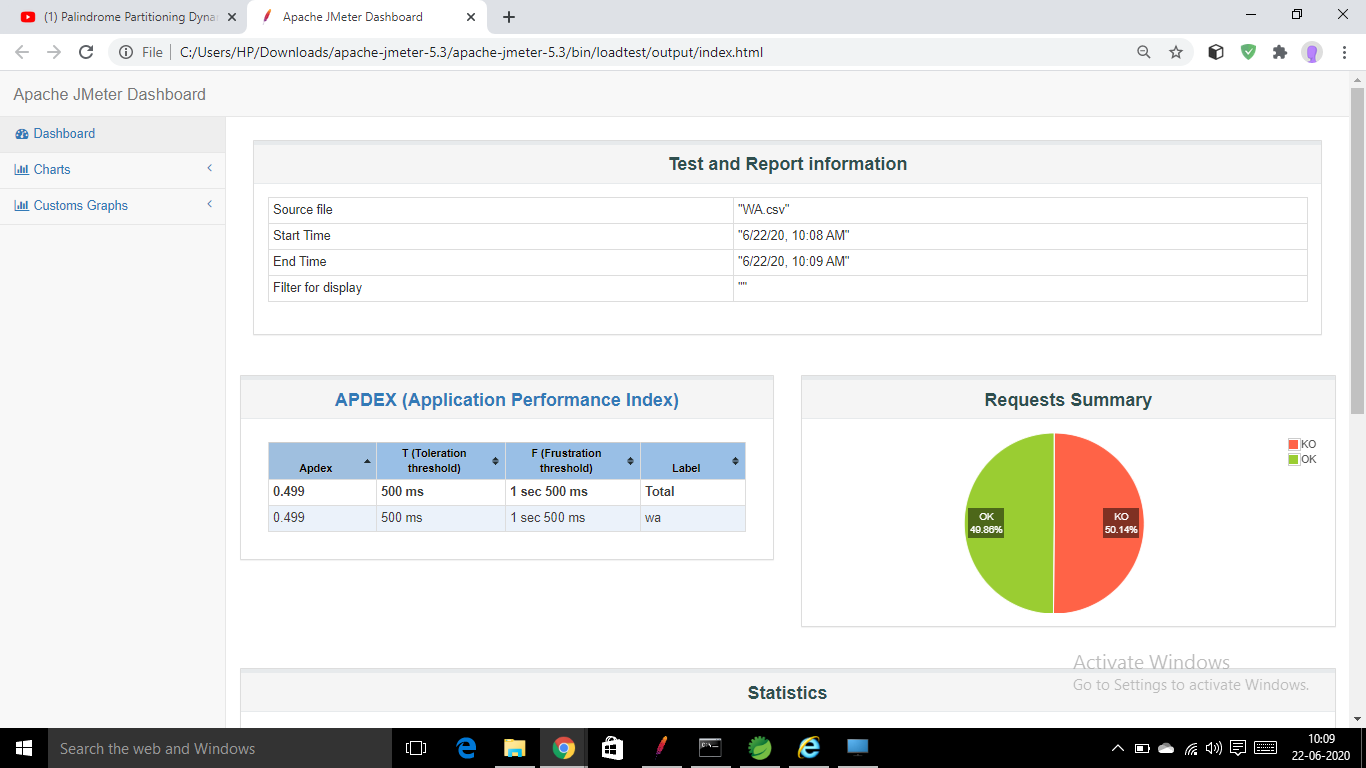 (1) Palindrome Partitioning Dyna
Apache JMeter Dashboard
File
C:/Users/HP/Downloads/apache-jmeter-5.3/apache-jmeter-5.3/bin/loadtest/output/index.html
Apache JMeter Dashboard
Dashboard
Charts
Customs Graphs
Test and Report information
Source file "WA.csv"
Start Time "6/22/20, 10:08 AM"
End Time "6/22/20, 10:09 AM"
Filter for display ""
APDEX (Application Performance Index)
Apdex T (Toleration threshold) F (Frustration threshold) Label
0.499 500 ms 1 sec 500 ms Total
0.499 500 ms 1 sec 500 ms wa
Requests Summary
KO
OK
OK
49.86%
KO
50.14%
Statistics
Activate Windows
Go to Settings to activate Windows.
Search the web and Windows
10:09
22-06-2020